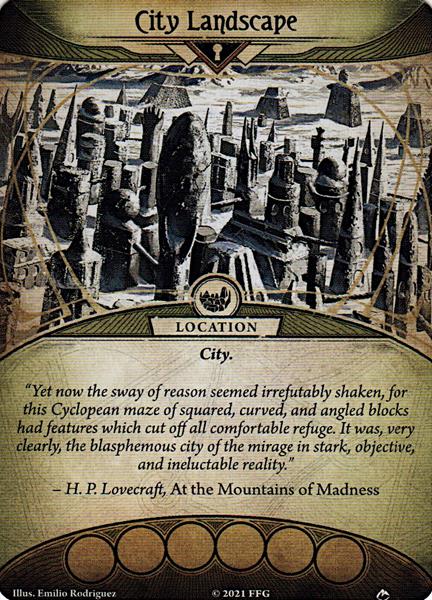 City Landscape
LOCATION
City.
“Yet now the sway of reason seemed irrefutably shaken, for
this Cyclopean maze of squared, curved, and angled blocks
had features which cut off all comfortable refuge. It was, very
clearly, the blasphemous city of the mirage in stark, objective,
and ineluctable reality.”
– H. P. Lovecraft, At the Mountains of Madness
Illus. Emilio Rodriguez
© 2021 FFG